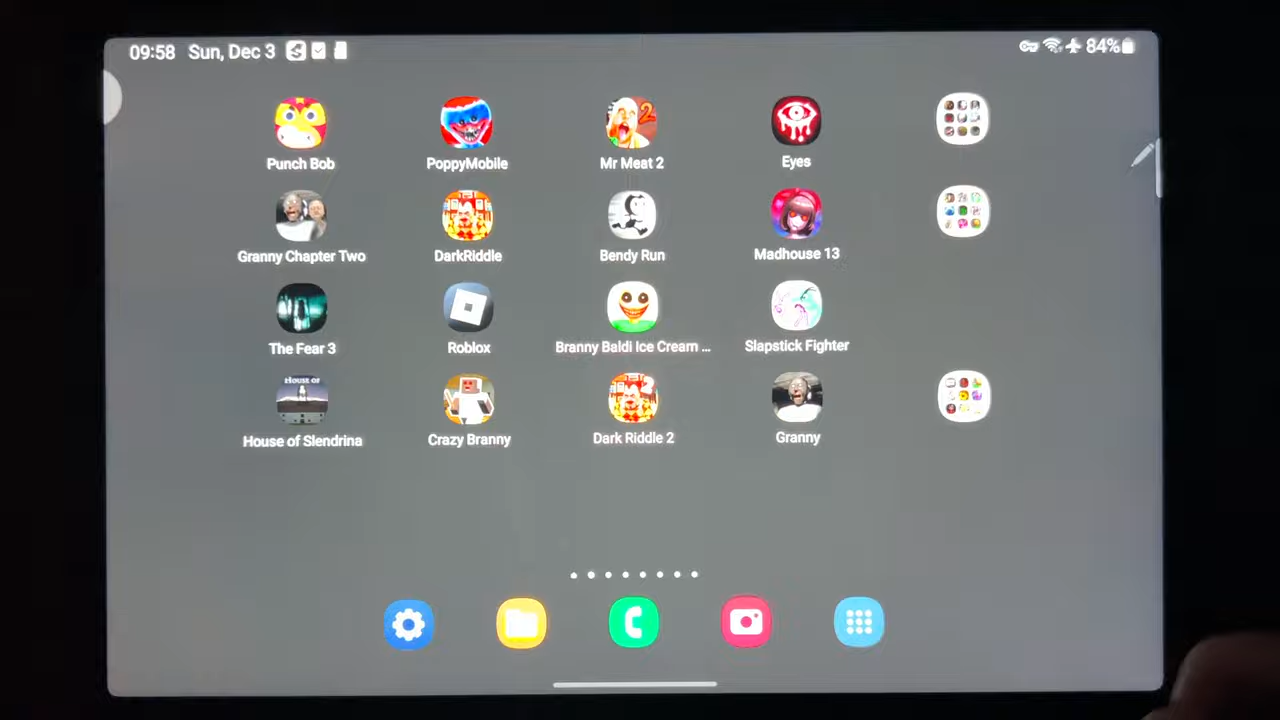 09:58 Sun, Dec 3 84%
Punch Bob PoppyMobile Mr Meat 2 Eyes
Granny Chapter Two DarkRiddle Bendy Run Madhouse 13
The Fear 3 Roblox Branny Baldi Ice Cream ... Slapstick Fighter
House of Slendrina Crazy Branny Dark Riddle 2 Granny